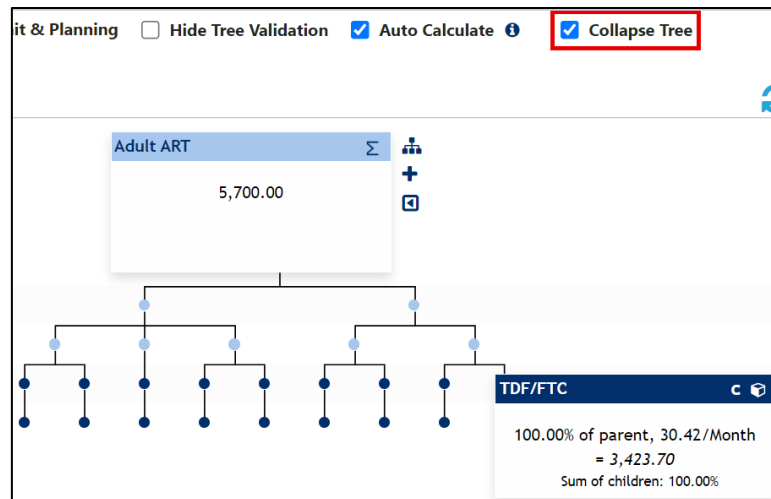 it & Planning Hide Tree Validation Auto Calculate Collapse Tree
Adult ART Σ
5,700.00
TDF/FTC C
100.00% of parent, 30.42/Month
= 3,423.70
Sum of children: 100.00%